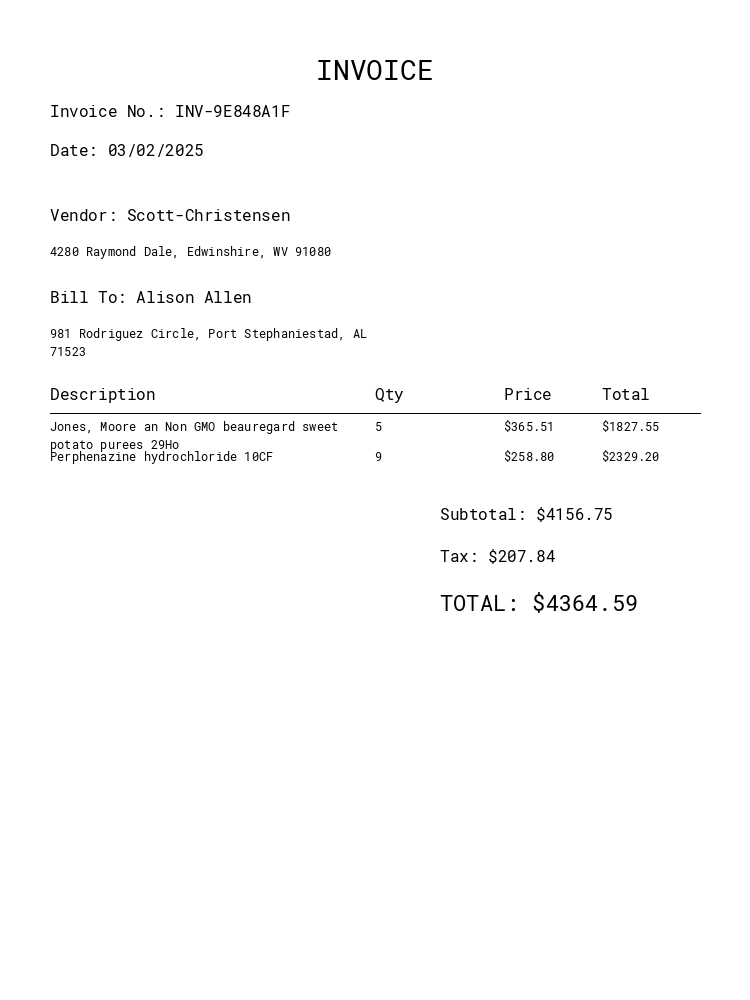 INVOICE
Invoice No.: INV-9E848A1F
Date: 03/02/2025
Vendor: Scott-Christensen
4280 Raymond Dale, Edwinshire, WV 91080
Bill To: Alison Allen
981 Rodriguez Circle, Port Stephaniestad, AL
71523
Description Qty Price Total
Jones, Moore an Non GMO beauregard sweet 5 $365.51 $1827.55
potato purees 29Ho
Perphenazine hydrochloride 10CF 9 $258.80 $2329.20
Subtotal: $4156.75
Tax: $207.84
TOTAL: $4364.59